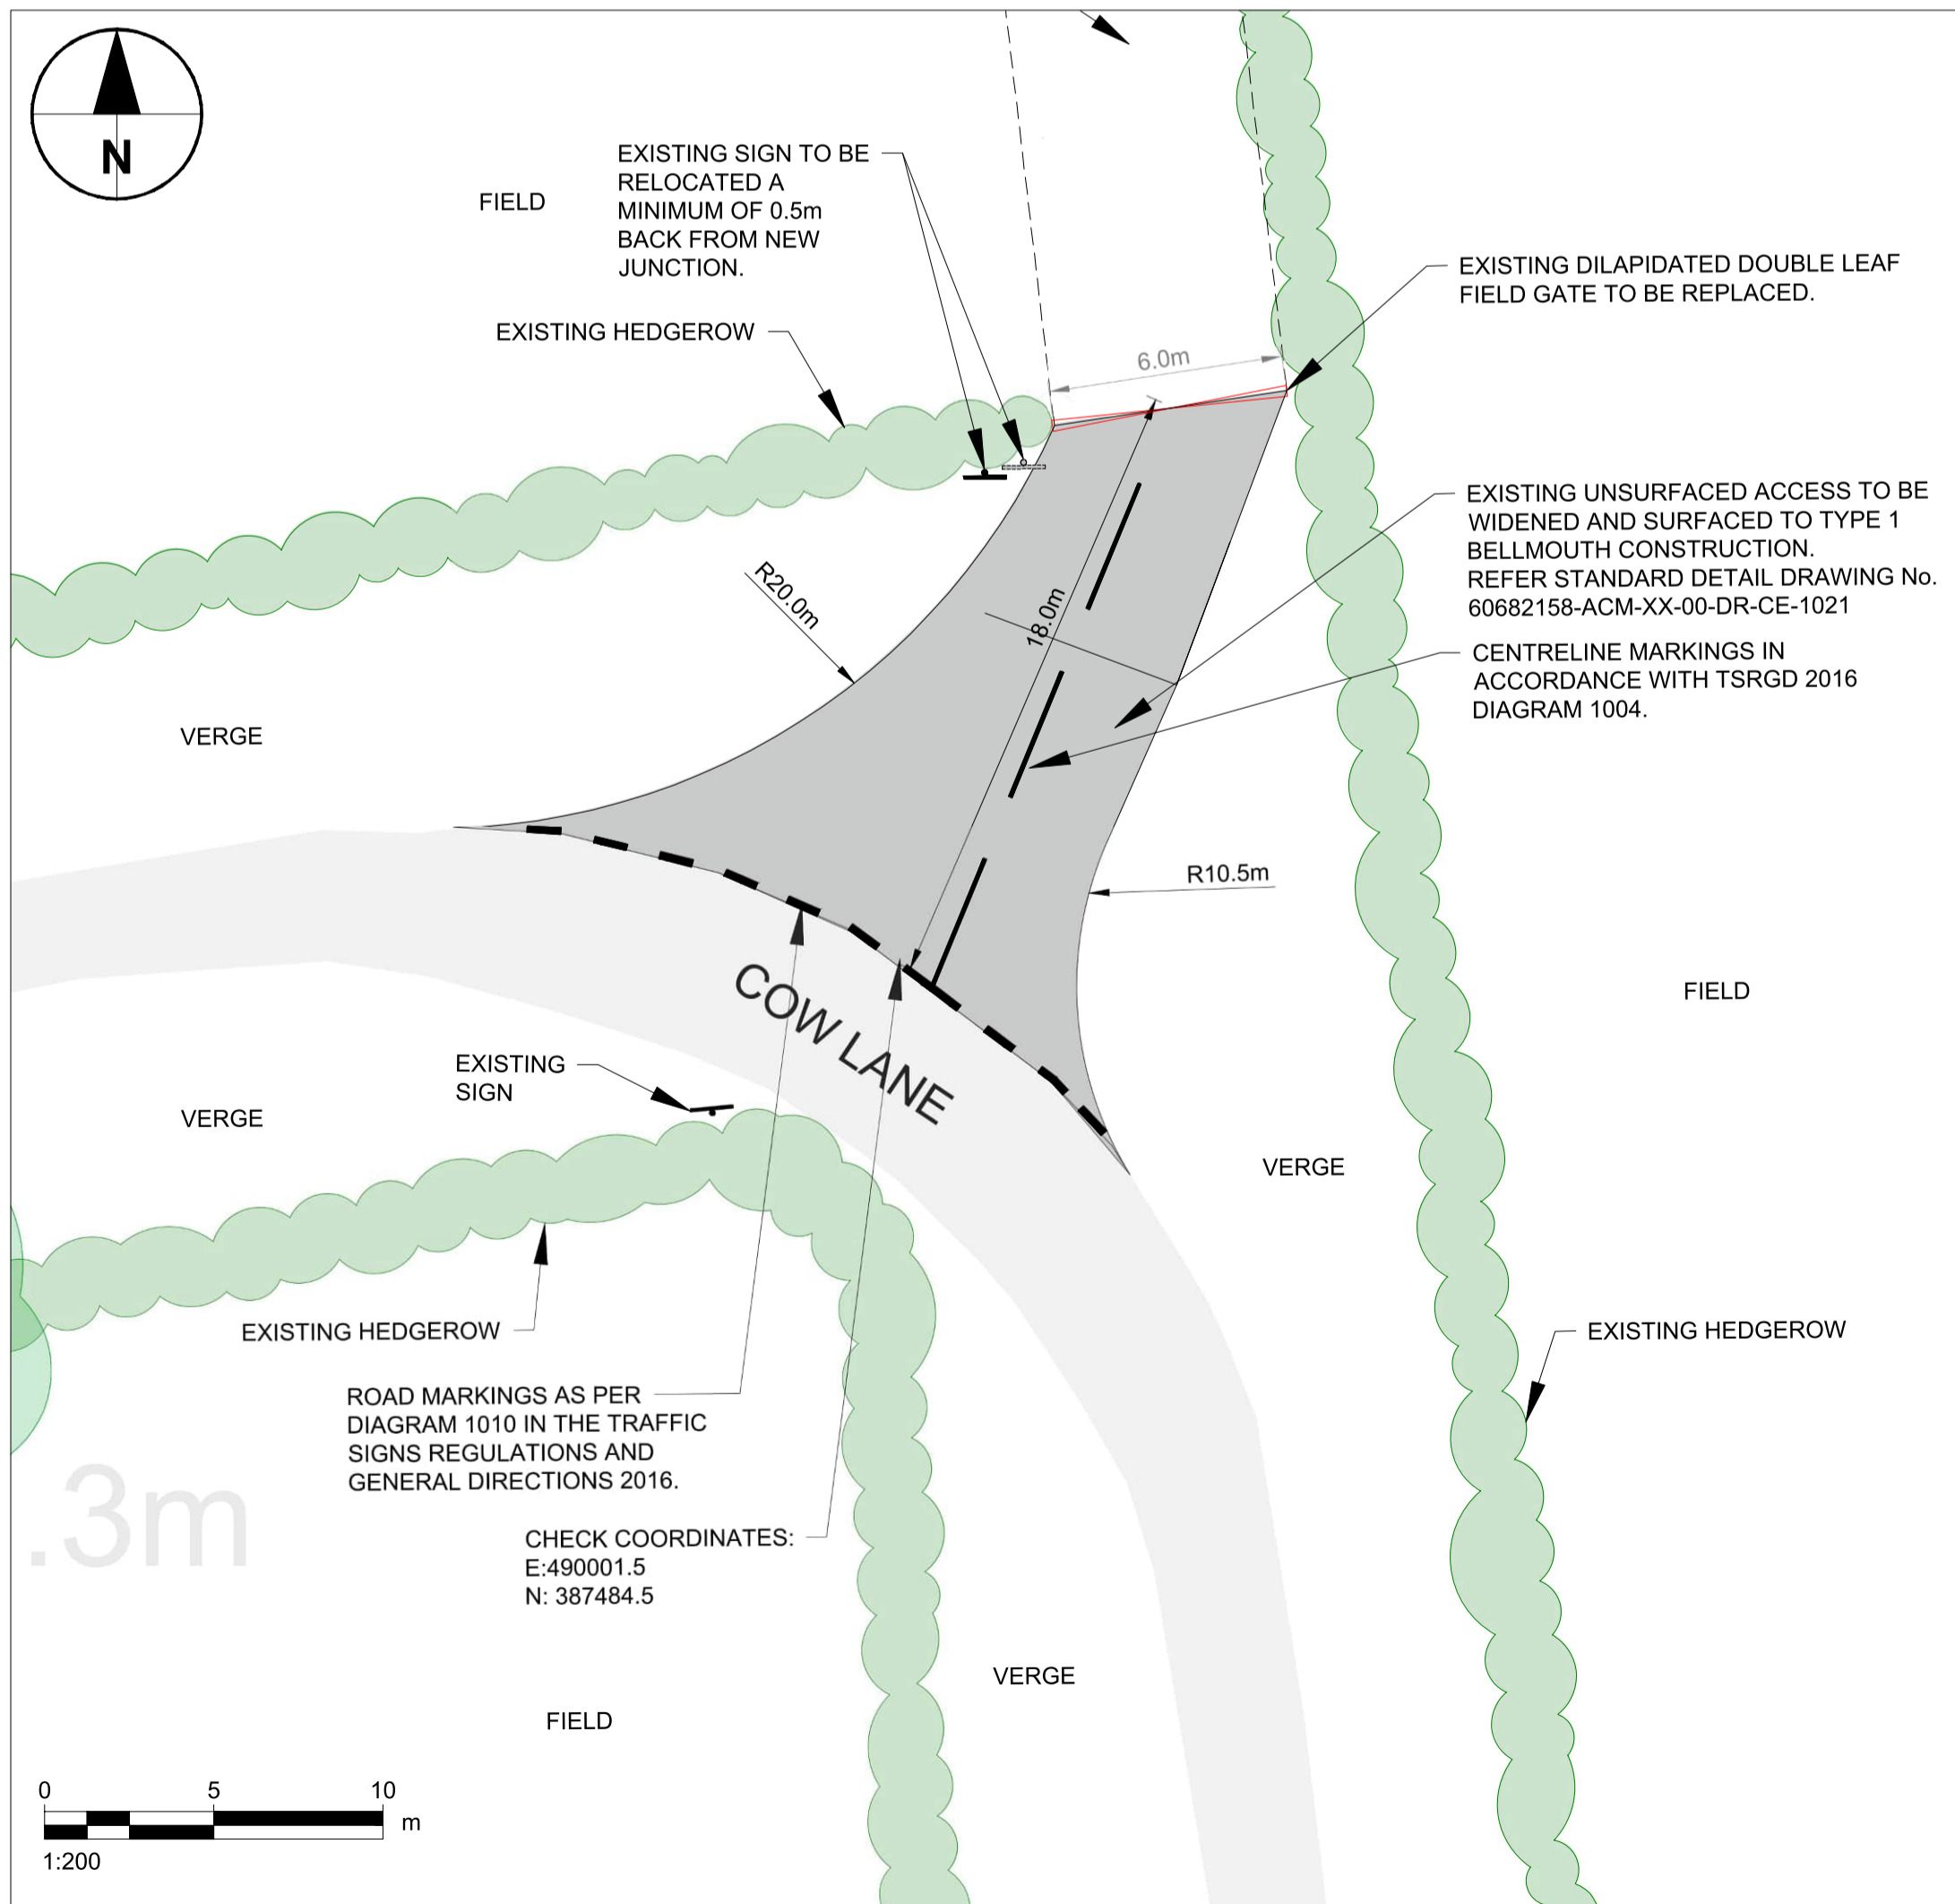 N
FIELD
EXISTING SIGN TO BE
RELOCATED A
MINIMUM OF 0.5m
BACK FROM NEW
JUNCTION.
EXISTING HEDGEROW
6.0m
EXISTING DILAPIDATED DOUBLE LEAF
FIELD GATE TO BE REPLACED.
EXISTING UNSURFACED ACCESS TO BE
WIDENED AND SURFACED TO TYPE 1
BELLMOUTH CONSTRUCTION.
REFER STANDARD DETAIL DRAWING No.
60682158-ACM-XX-00-DR-CE-1021
R20.0m
18.0m
CENTRELINE MARKINGS IN
ACCORDANCE WITH TSRGD 2016
DIAGRAM 1004.
VERGE
R10.5m
COW LANE
FIELD
EXISTING
SIGN
VERGE
VERGE
EXISTING HEDGEROW
EXISTING HEDGEROW
ROAD MARKINGS AS PER
DIAGRAM 1010 IN THE TRAFFIC
SIGNS REGULATIONS AND
GENERAL DIRECTIONS 2016.
.3m
CHECK COORDINATES:
E:490001.5
N: 387484.5
VERGE
FIELD
0 5 10
m
1:200